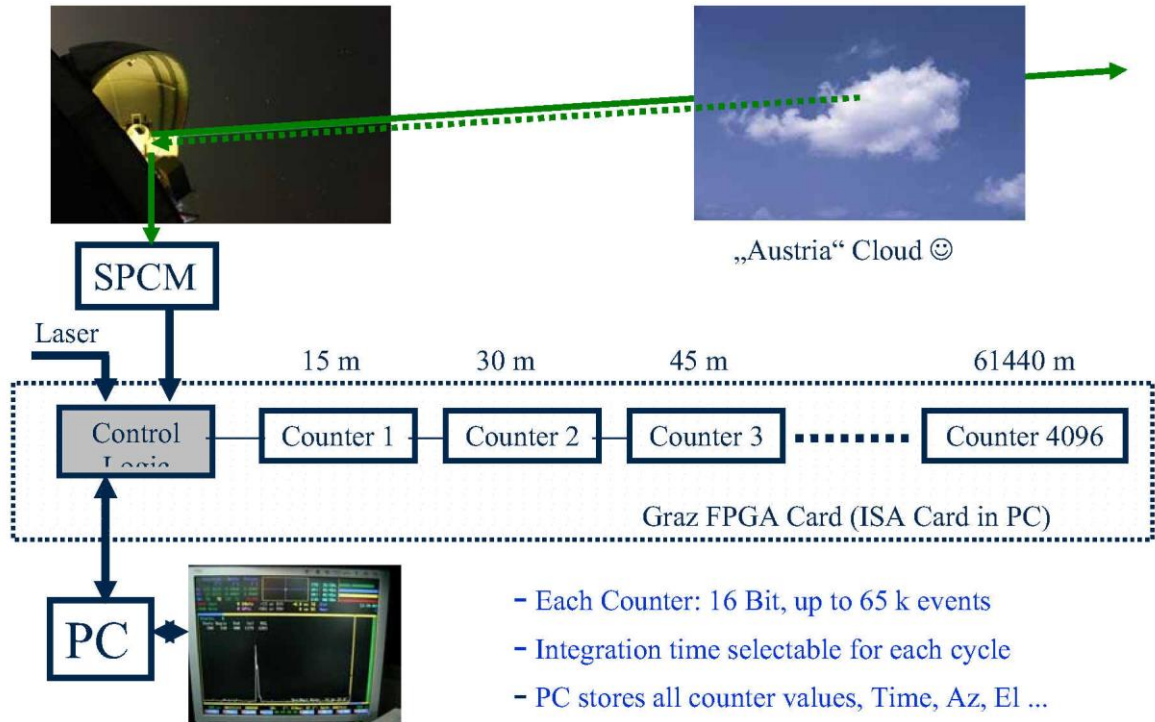 „Austria“ Cloud ☺
SPCM
Laser
15 m
30 m
45 m
61440 m
Control
Logic
Counter 1
Counter 2
Counter 3
Counter 4096
Graz FPGA Card (ISA Card in PC)
PC
- Each Counter: 16 Bit, up to 65 k events
- Integration time selectable for each cycle
- PC stores all counter values, Time, Az, El ...